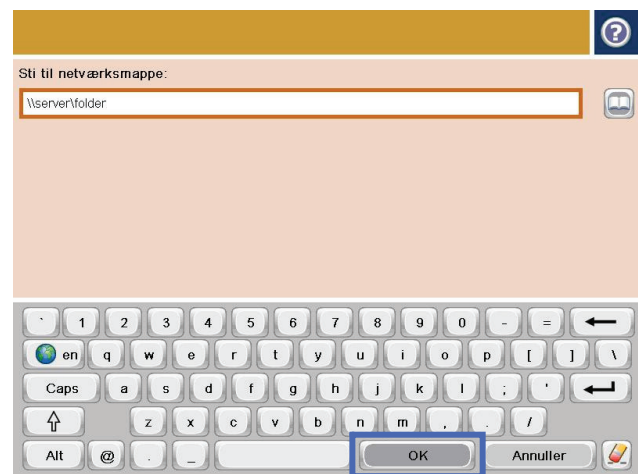 ?
Sti til netværksmappe:
\\server\folder
` 1 2 3 4 5 6 7 8 9 0 - =
en q w e r t y u i o p [ ] \
Caps a s d f g h j k l ; '
z x c v b n m , . /
Alt @ . _ OK Annuller